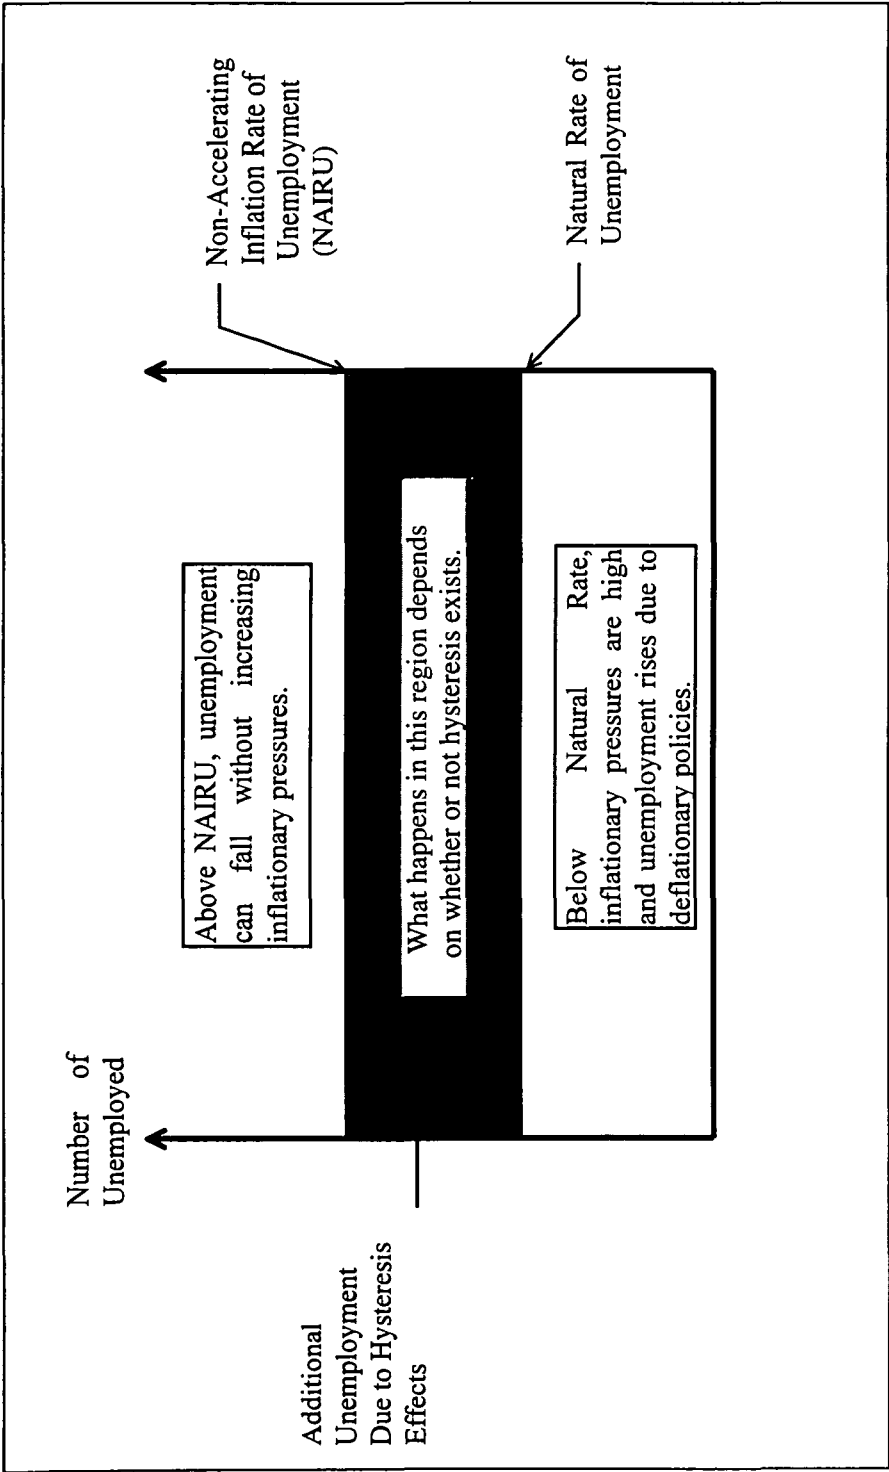 Number of
Unemployed
Non-Accelerating
Inflation Rate of
Unemployment
(NAIRU)
Above NAIRU, unemployment
can fall without increasing
inflationary pressures.
Additional
Unemployment
Due to Hysteresis
Effects
What happens in this region depends
on whether or not hysteresis exists.
Natural Rate of
Unemployment
Below Natural Rate,
inflationary pressures are high
and unemployment rises due to
deflationary policies.